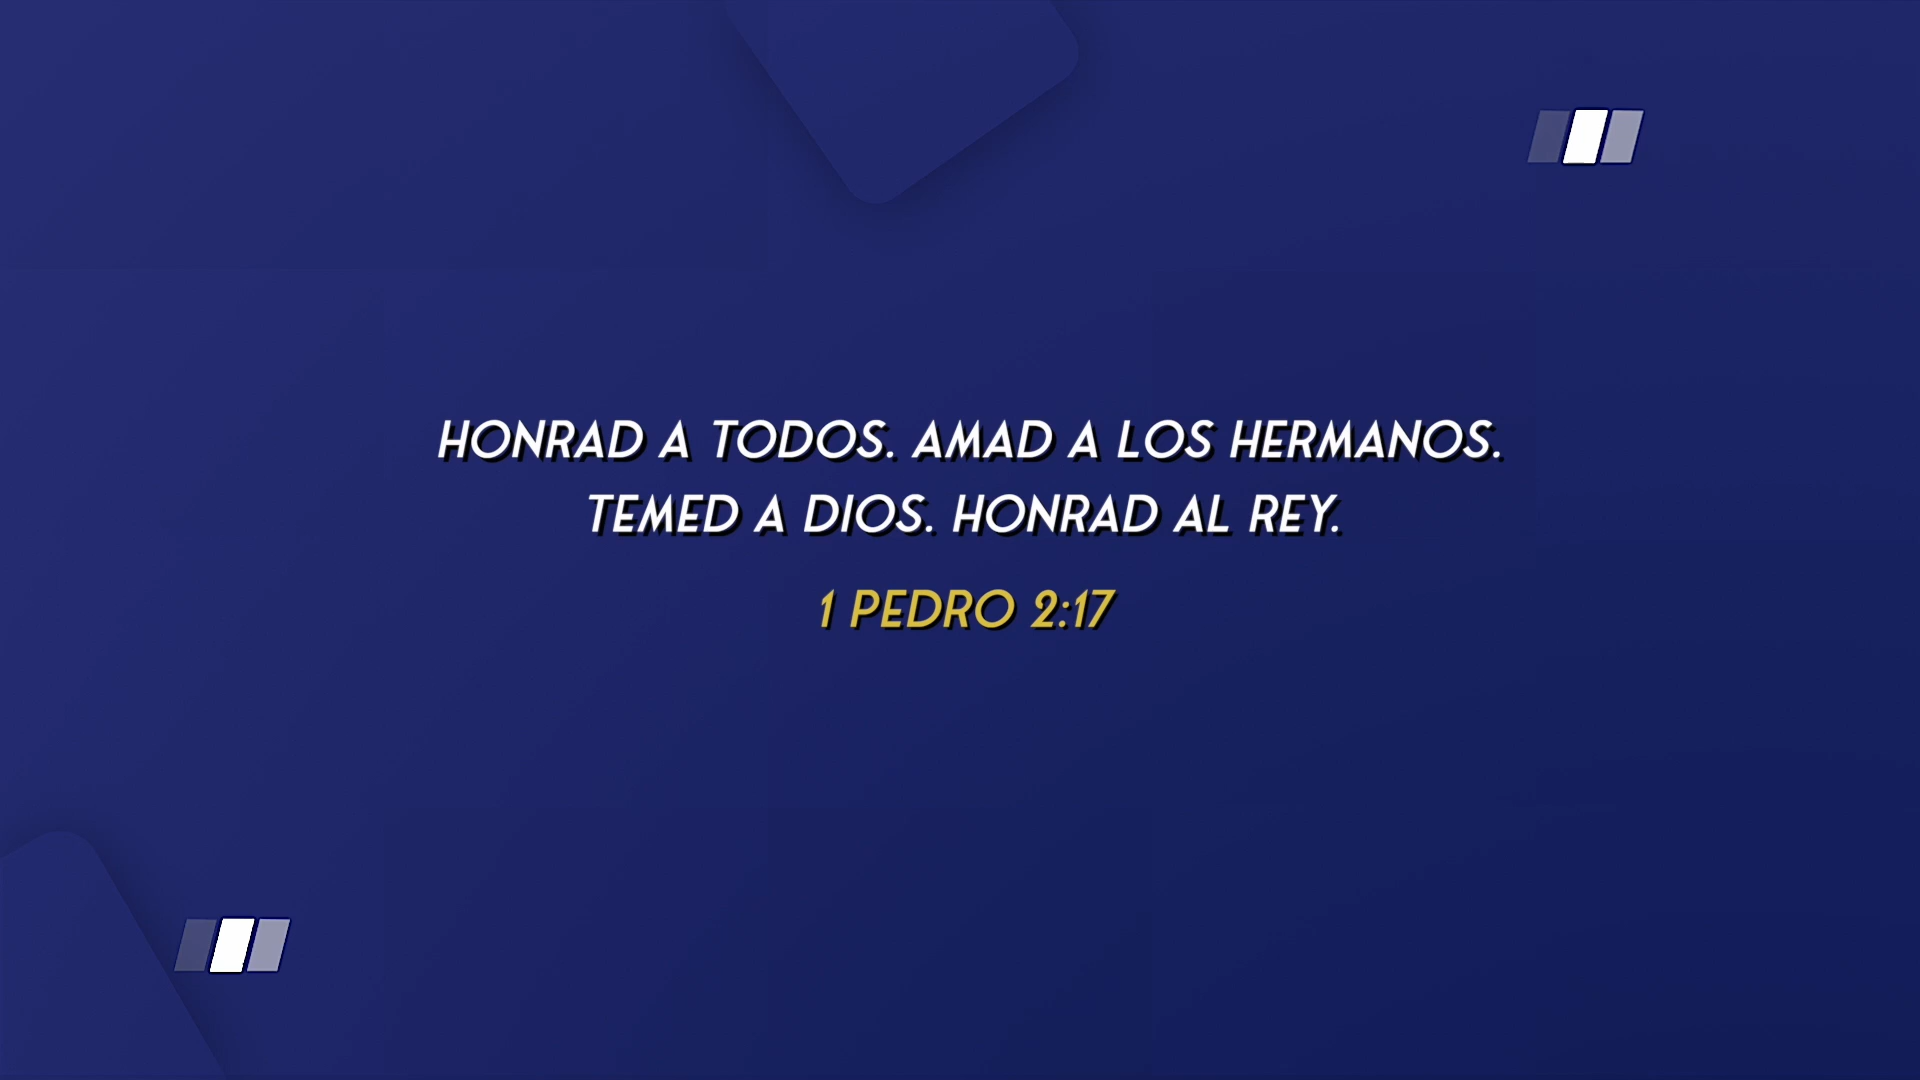 HONRAD A TODOS. AMAD A LOS HERMANOS.
TEMED A DIOS. HONRAD AL REY.
1 PEDRO 2:17